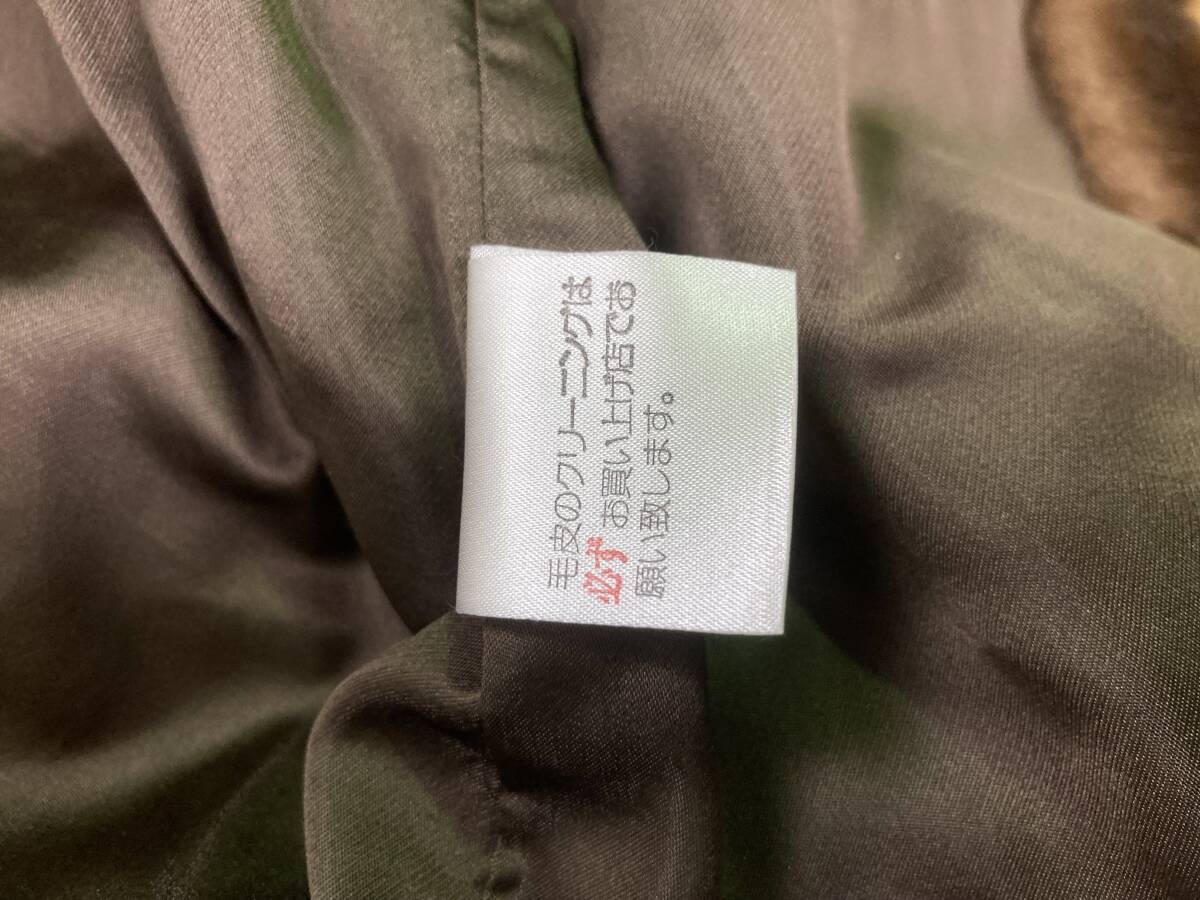 毛皮のクリーニングは
必ずお買い上げ店でお
願い致します。